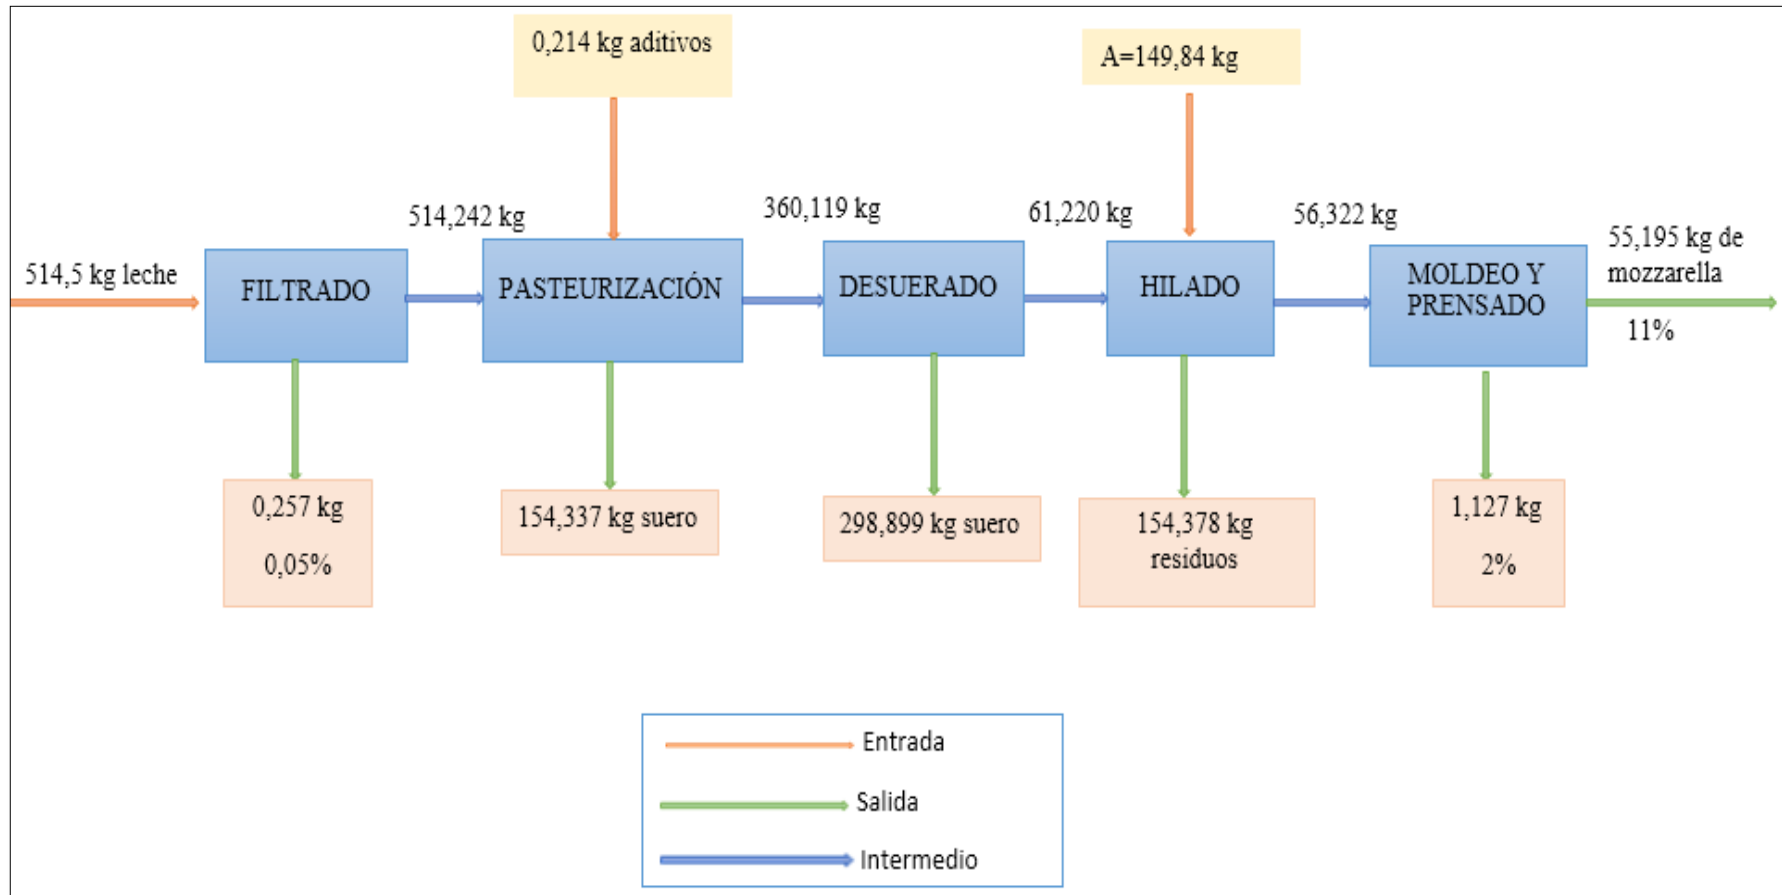 0,214 kg aditivos
A=149,84 kg
514,242 kg
360,119 kg
61,220 kg
56,322 kg
55,195 kg de
mozzarella
11%
514,5 kg leche
FILTRADO
PASTEURIZACIÓN
DESUERADO
HILADO
MOLDEO Y
PRENSADO
0,257 kg
0,05%
154,337 kg suero
298,899 kg suero
154,378 kg
residuos
1,127 kg
2%
Entrada
Salida
Intermedio